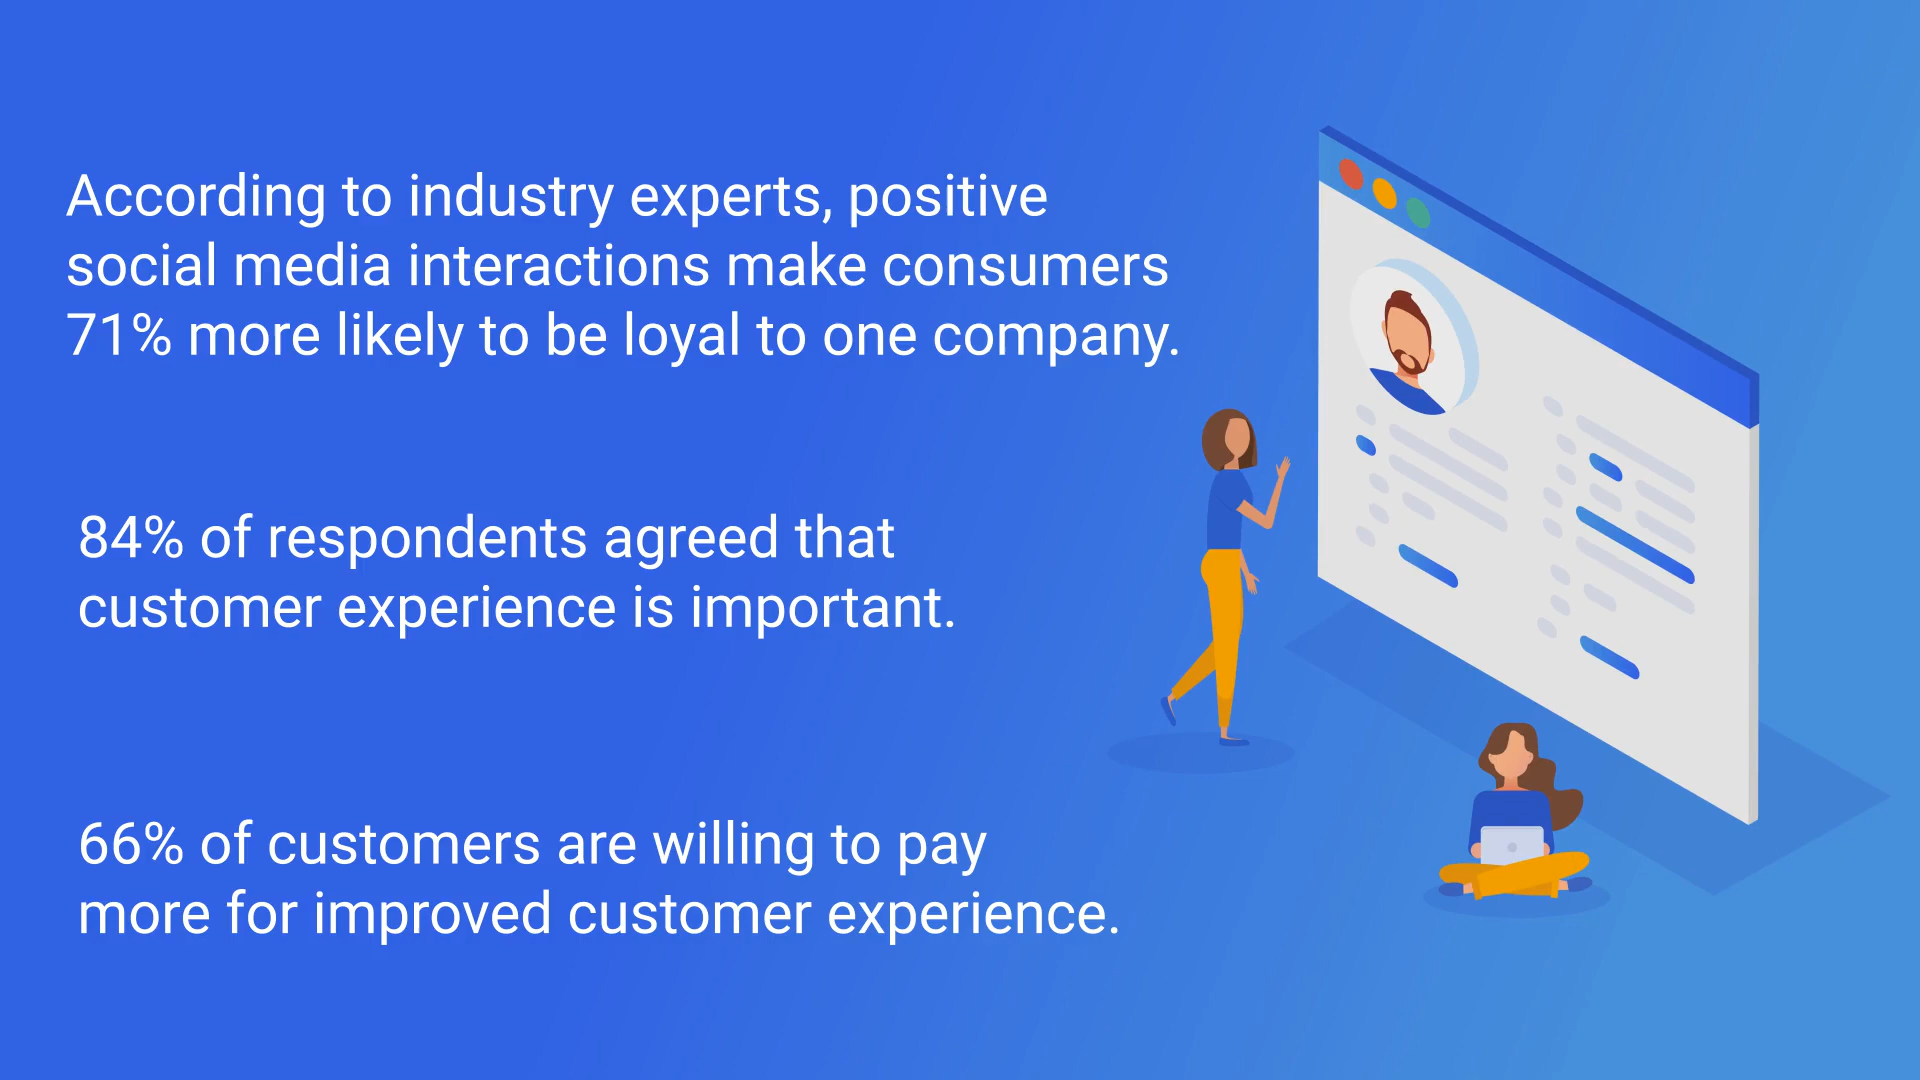 According to industry experts, positive
social media interactions make consumers
71% more likely to be loyal to one company.
84% of respondents agreed that
customer experience is important.
66% of customers are willing to pay
more for improved customer experience.